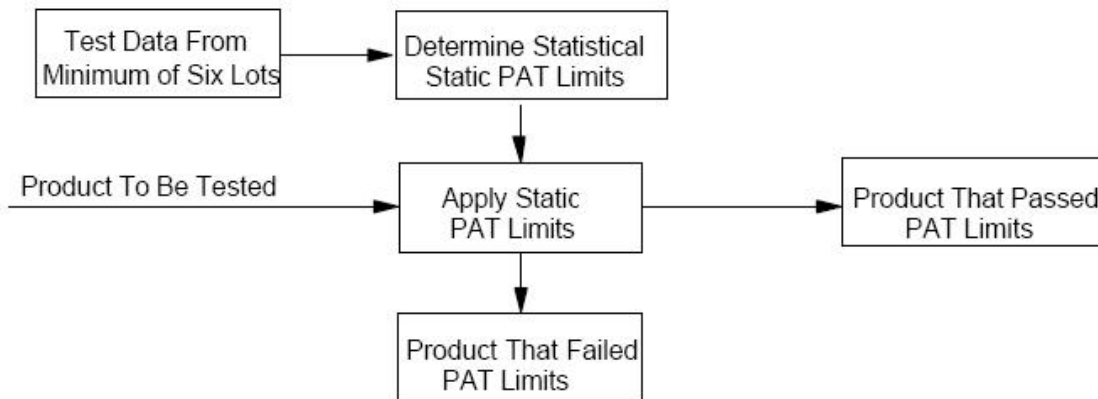 Test Data From
Minimum of Six Lots
Determine Statistical
Static PAT Limits
Product To Be Tested
Apply Static
PAT Limits
Product That Passed
PAT Limits
Product That Failed
PAT Limits